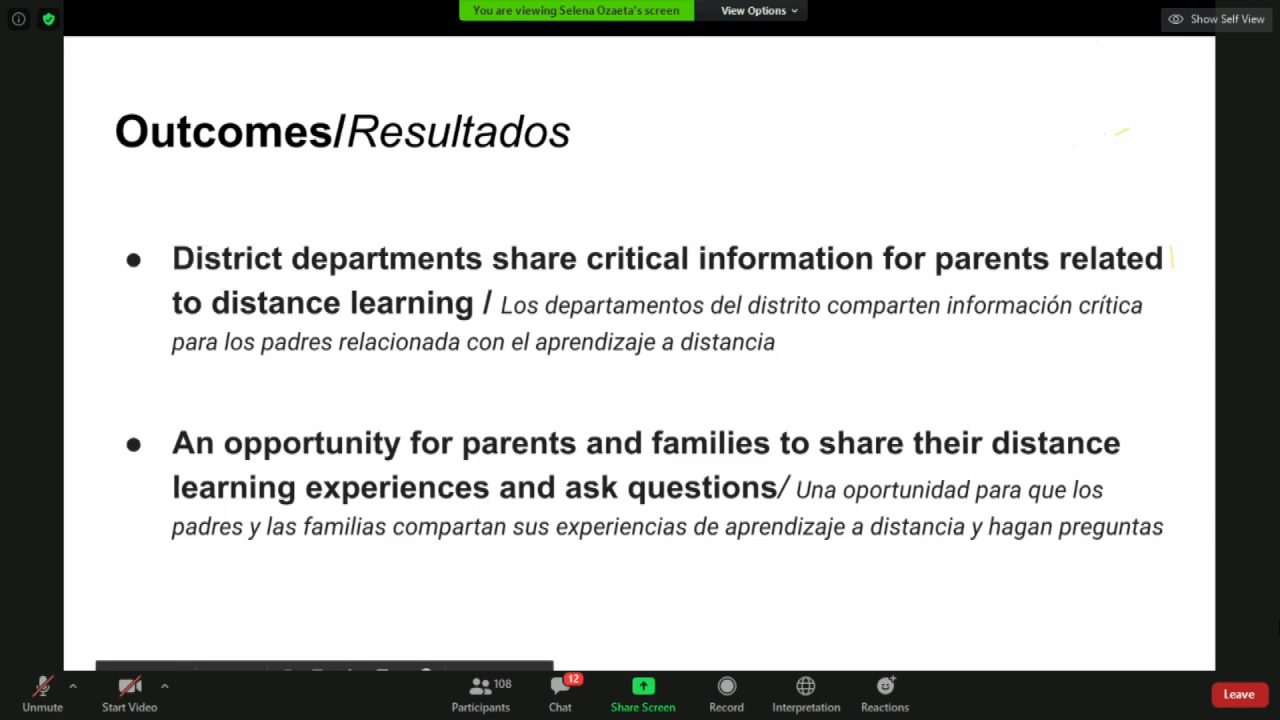 You are viewing Selena Ozaeta's screen
View Options
Show Self View
Outcomes/Resultados
● District departments share critical information for parents related
to distance learning / Los departamentos del distrito comparten información crítica
para los padres relacionada con el aprendizaje a distancia
● An opportunity for parents and families to share their distance
learning experiences and ask questions/ Una oportunidad para que los
padres y las familias compartan sus experiencias de aprendizaje a distancia y hagan preguntas
108
12
Unmute
Start Video
Participants
Chat
Share Screen
Record
Interpretation
Reactions
Leave